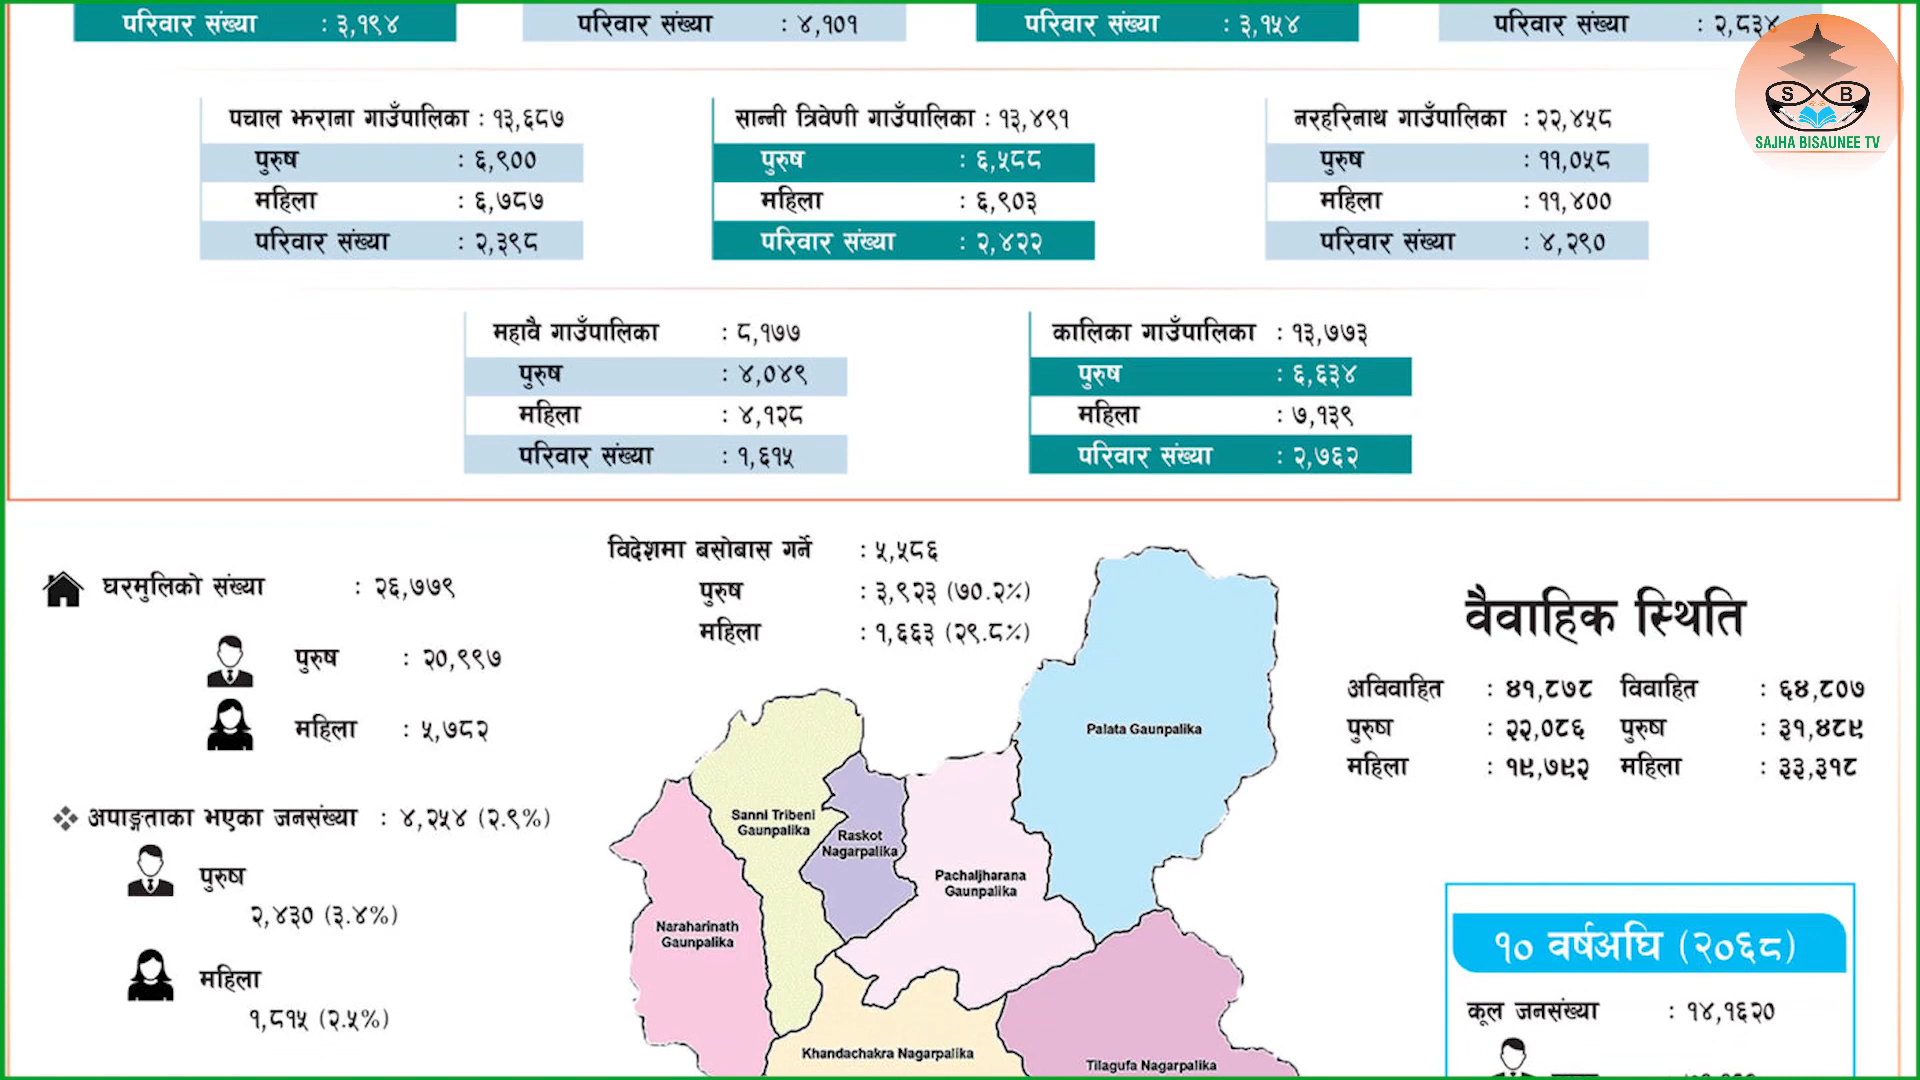 परिवार संख्या : ३,१९४
परिवार संख्या : ४,१०१
परिवार संख्या : ३,१५४
परिवार संख्या : २,८३४
S B
SAJHA BISAUNEE TV
पचाल झराना गाउँपालिका : १३,६८७
पुरुष : ६,९००
महिला : ६,७८७
परिवार संख्या : २,३९८
सान्नी त्रिवेणी गाउँपालिका : १३,४९१
पुरुष : ६,५८८
महिला : ६,९०३
परिवार संख्या : २,४२२
नरहरिनाथ गाउँपालिका : २२,४५८
पुरुष : ११,०५८
महिला : ११,४००
परिवार संख्या : ४,२९०
महावै गाउँपालिका : ८,१७७
पुरुष : ४,०४९
महिला : ४,१२८
परिवार संख्या : १,६१५
कालिका गाउँपालिका : १३,७७३
पुरुष : ६,६३४
महिला : ७,१३९
परिवार संख्या : २,७६२
घरमुलिको संख्या : २६,७७९
पुरुष : २०,९९७
महिला : ५,७८२
अपाङ्गताका भएका जनसंख्या : ४,२५४ (२.९%)
पुरुष
२,४३० (३.४%)
महिला
१,८१५ (२.५%)
विदेशमा बसोबास गर्ने : ५,५८६
पुरुष : ३,९२३ (७०.२%)
महिला : १,६६३ (२९.८%)
Palata Gaunpalika
Sanni Tribeni
Gaunpalika
Raskot
Nagarpalika
Pachaljharana
Gaunpalika
Naraharinath
Gaunpalika
Khandachakra Nagarpalika
Tilagufa Nagarpalika
वैवाहिक स्थिति
अविवाहित : ४१,८७८ विवाहित : ६४,८०७
पुरुष : २२,०८६ पुरुष : ३१,४८९
महिला : १९,७९२ महिला : ३३,३१८
१० वर्षअघि (२०६८)
कूल जनसंख्या : १४,१६२०